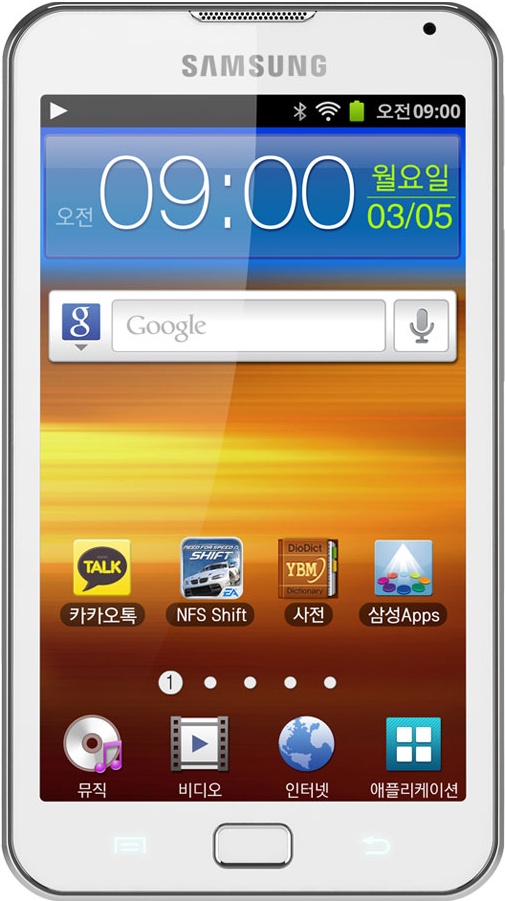 SAMSUNG
오전 09:00
오전 09:00
월요일
03/05
g
Google
TALK
NEED FOR SPEED
SHIFT
EA
DioDict
YBM
Dictionary
카카오톡
NFS Shift
사전
삼성Apps
1
뮤직
비디오
인터넷
애플리케이션